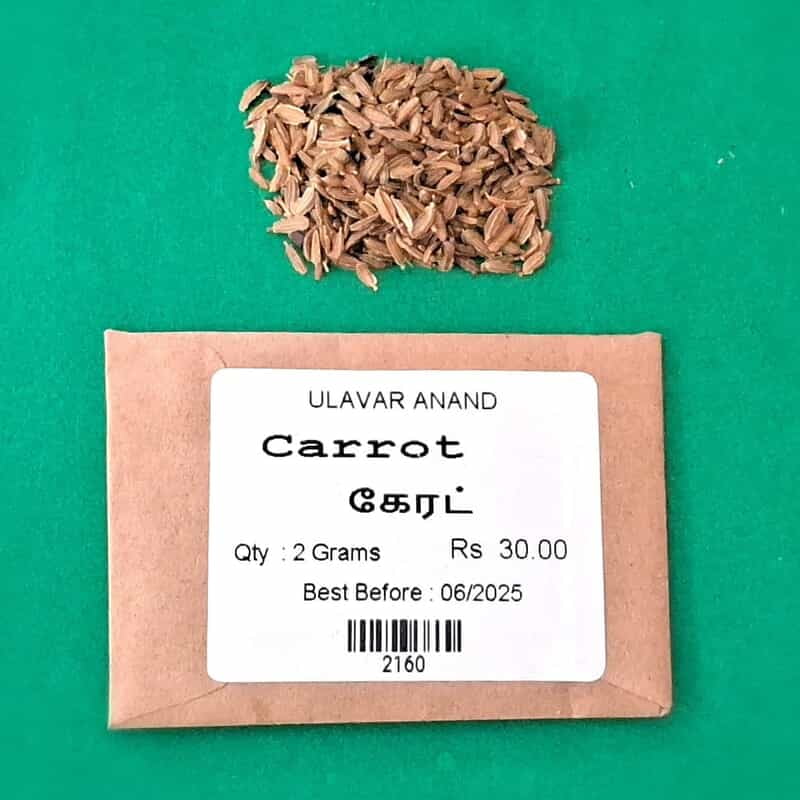 ULAVAR ANAND
Carrot
கேரட்
Qty : 2 Grams Rs 30.00
Best Before : 06/2025
2160